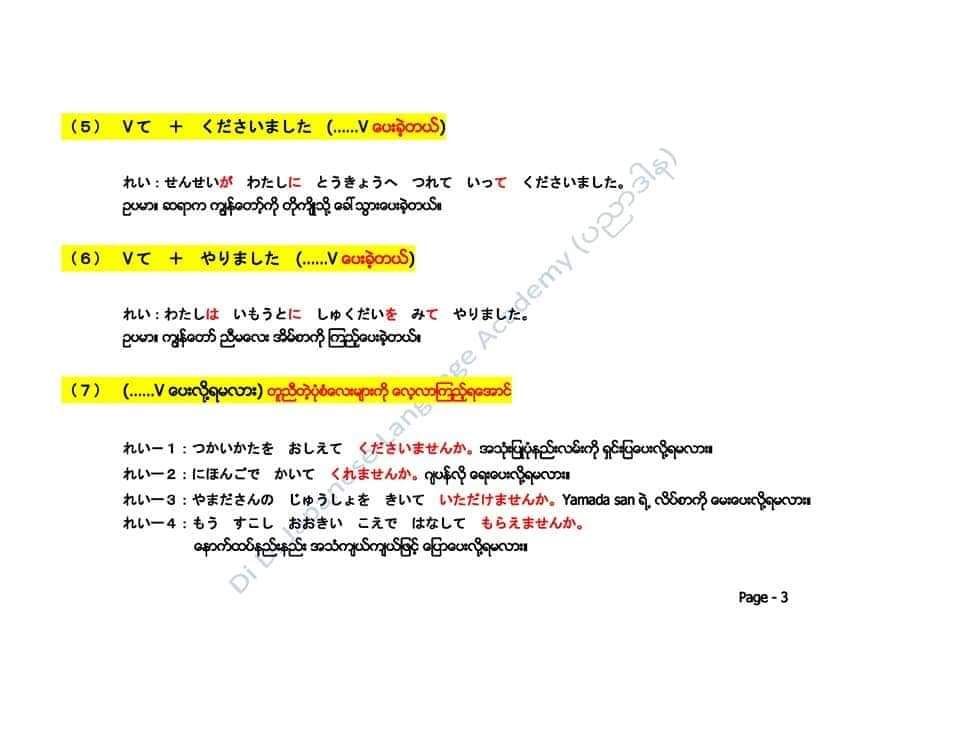 (５)　Vて　＋　くださいました　(......V ပေးခဲ့တယ်)
れい：せんせいが　わたしに　とうきょうへ　つれて　いって　くださいました。
ဥပမာ။ ဆရာက ကျွန်တော့်ကို တိုကျိုသို့ ခေါ်သွားပေးခဲ့တယ်။
(６)　Vて　＋　やりました　(......V ပေးခဲ့တယ်)
れい：わたしは　いもうとに　しゅくだいを　みて　やりました。
ဥပမာ။ ကျွန်တော် ညီမလေး အိမ်စာကို ကြည့်ပေးခဲ့တယ်။
(７)　(......V ပေးလို့ရမလား) တူညီတဲ့ပုံစံလေးများကို လေ့လာကြည့်ရအောင်
れいー１：つかいかたを　おしえて　くださいませんか。အသုံးပြုပုံနည်းလမ်းကို ရှင်းပြပေးလို့ရမလား။
れいー２：にほんごで　かいて　くれませんか。ဂျပန်လို ရေးပေးလို့ရမလား။
れいー３：やまださんの　じゅうしょを　きいて　いただけませんか。Yamada san ရဲ့ လိပ်စာကို မေးပေးလို့ရမလား။
れいー４：もう　すこし　おおきい　こえで　はなして　もらえませんか。
နောက်ထပ်နည်းနည်း အသံကျယ်ကျယ်ဖြင့် ပြောပေးလို့ရမလား။
Page - 3
Japanese Language Academy (ပညာဒါန)